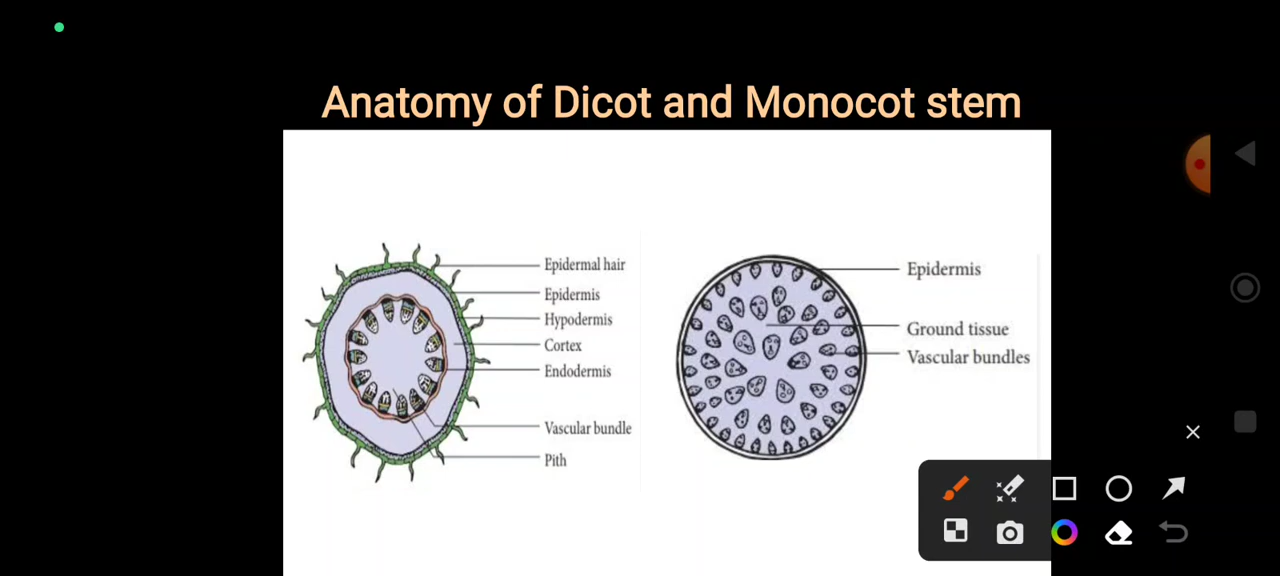 Anatomy of Dicot and Monocot stem
Epidermal hair
Epidermis
Hypodermis
Cortex
Endodermis
Vascular bundle
Pith
Epidermis
Ground tissue
Vascular bundles